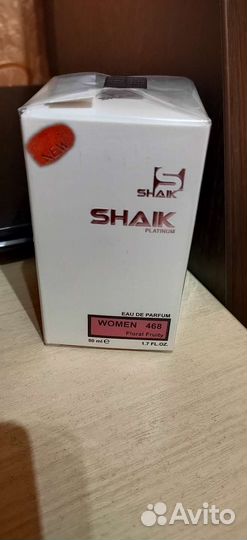 NEW
S
SHAIK
SHAIK
PLATINUM
EAU DE PARFUM
WOMEN 468
Floral Fruity
50 ml e 1.7 FL.OZ.
Avito